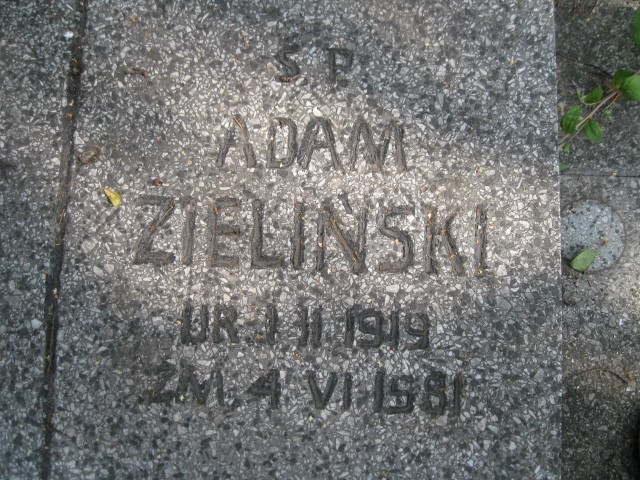 Ś P.
ADAM
ZIELIŃSKI
UR. 1 II 1919
ZM. 4 VI 1981